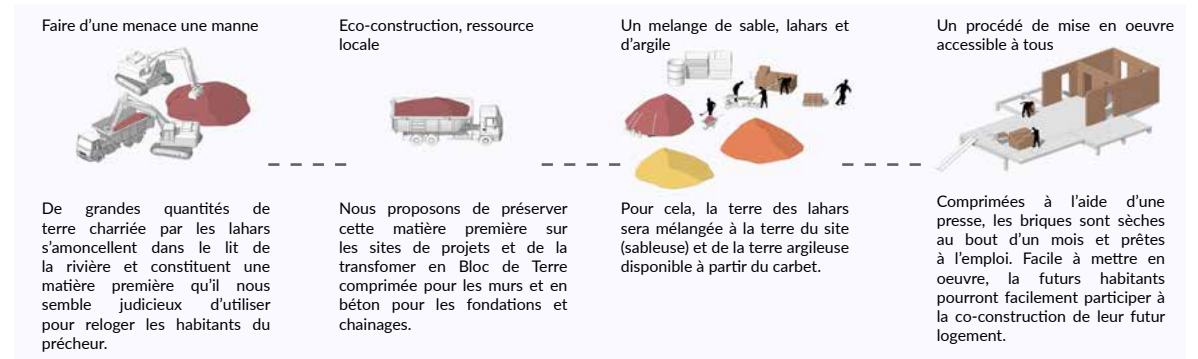 Faire d’une menace une manne
De grandes quantités de
terre charriée par les lahars
s’amoncellent dans le lit de
la rivière et constituent une
matière première qu’il nous
semble judicieux d’utiliser
pour reloger les habitants du
précheur.
Eco-construction, ressource
locale
Nous proposons de préserver
cette matière première sur
les sites de projets et de la
transfomer en Bloc de Terre
comprimée pour les murs et en
béton pour les fondations et
chainages.
Un melange de sable, lahars et
d’argile
Pour cela, la terre des lahars
sera mélangée à la terre du site
(sableuse) et de la terre argileuse
disponible à partir du carbet.
Un procédé de mise en oeuvre
accessible à tous
Comprimées à l’aide d’une
presse, les briques sont sèches
au bout d’un mois et prêtes
à l’emploi. Facile à mettre en
oeuvre, la futurs habitants
pourront facilement participer à
la co-construction de leur futur
logement.